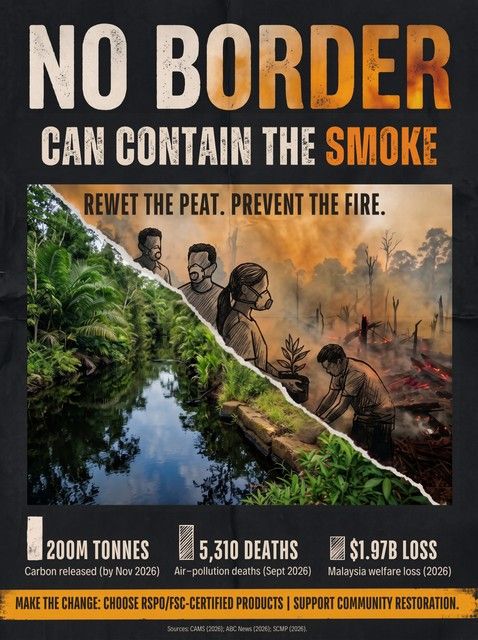 NO BORDER
CAN CONTAIN THE SMOKE
REWET THE PEAT. PREVENT THE FIRE.
200M TONNES
Carbon released (by Nov 2026)
5,310 DEATHS
Air-pollution deaths (Sept 2026)
$1.97B LOSS
Malaysia welfare loss (2026)
MAKE THE CHANGE: CHOOSE RSPO/FSC-CERTIFIED PRODUCTS | SUPPORT COMMUNITY RESTORATION.
Sources: CAMS (2026); ABC News (2026); SCMP (2026).